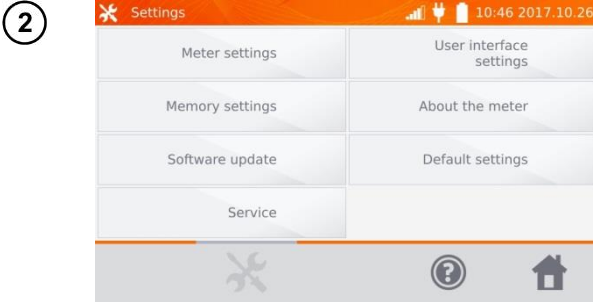 2
Settings
10:46 2017.10.26
Meter settings
User interface
settings
Memory settings
About the meter
Software update
Default settings
Service
?